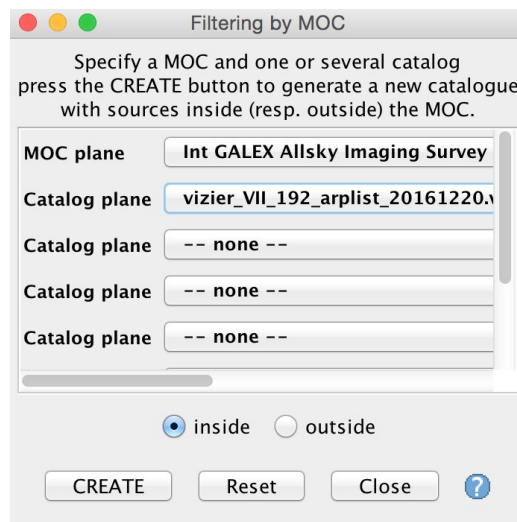 Filtering by MOC
Specify a MOC and one or several catalog
press the CREATE button to generate a new catalogue
with sources inside (resp. outside) the MOC.
MOC plane Int GALEX Allsky Imaging Survey
Catalog plane vizier_VII_192_arplist_20161220.v
Catalog plane -- none --
Catalog plane -- none --
Catalog plane -- none --
inside outside
CREATE Reset Close ?